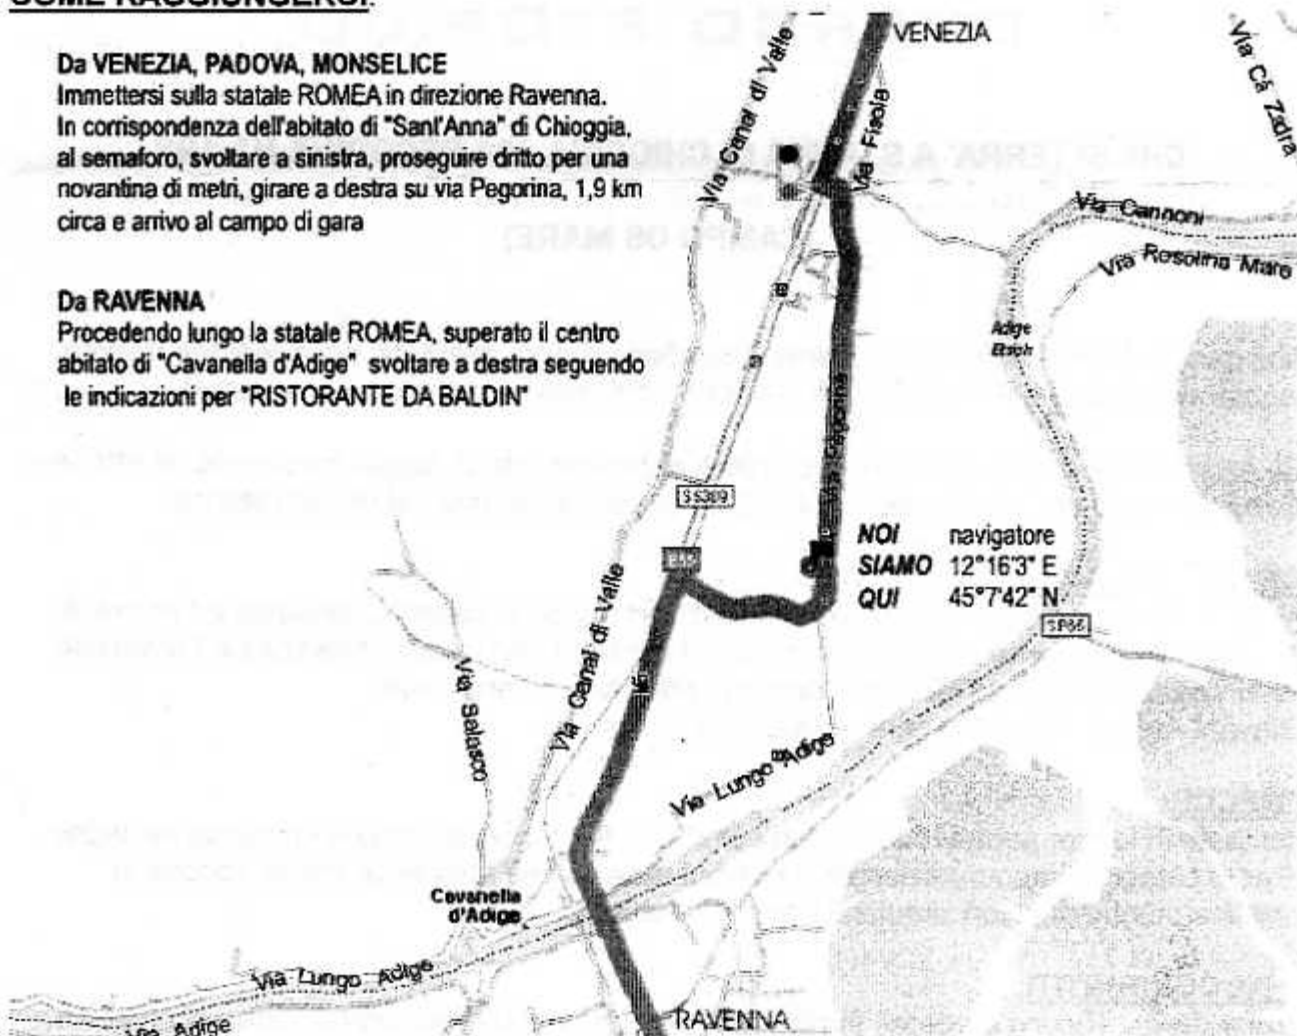 COME RAGGIUNGERCI:
Da VENEZIA, PADOVA, MONSELICE
Immettersi sulla statale ROMEA in direzione Ravenna.
In corrispondenza dell'abitato di "Sant'Anna" di Chioggia,
al semaforo, svoltare a sinistra, proseguire dritto per una
novantina di metri, girare a destra su via Pegorina, 1,9 km
circa e arrivo al campo di gara
Da RAVENNA
Procedendo lungo la statale ROMEA, superato il centro
abitato di "Cavanella d'Adige" svoltare a destra seguendo
le indicazioni per "RISTORANTE DA BALDIN"
VENEZIA
Via Canal di Valle
Via Fisola
Via Cà Zadra
Via Cannoni
Via Rosolina Mare
Adige
Etsch
Via Pegorina
SS309
NOI navigatore
SIAMO 12°16'3" E
QUI 45°7'42" N
Via Canal di Valle
Via Salasco
Via Lungo Adige
Cavanella
d'Adige
Via Lungo Adige
Via Adige
RAVENNA